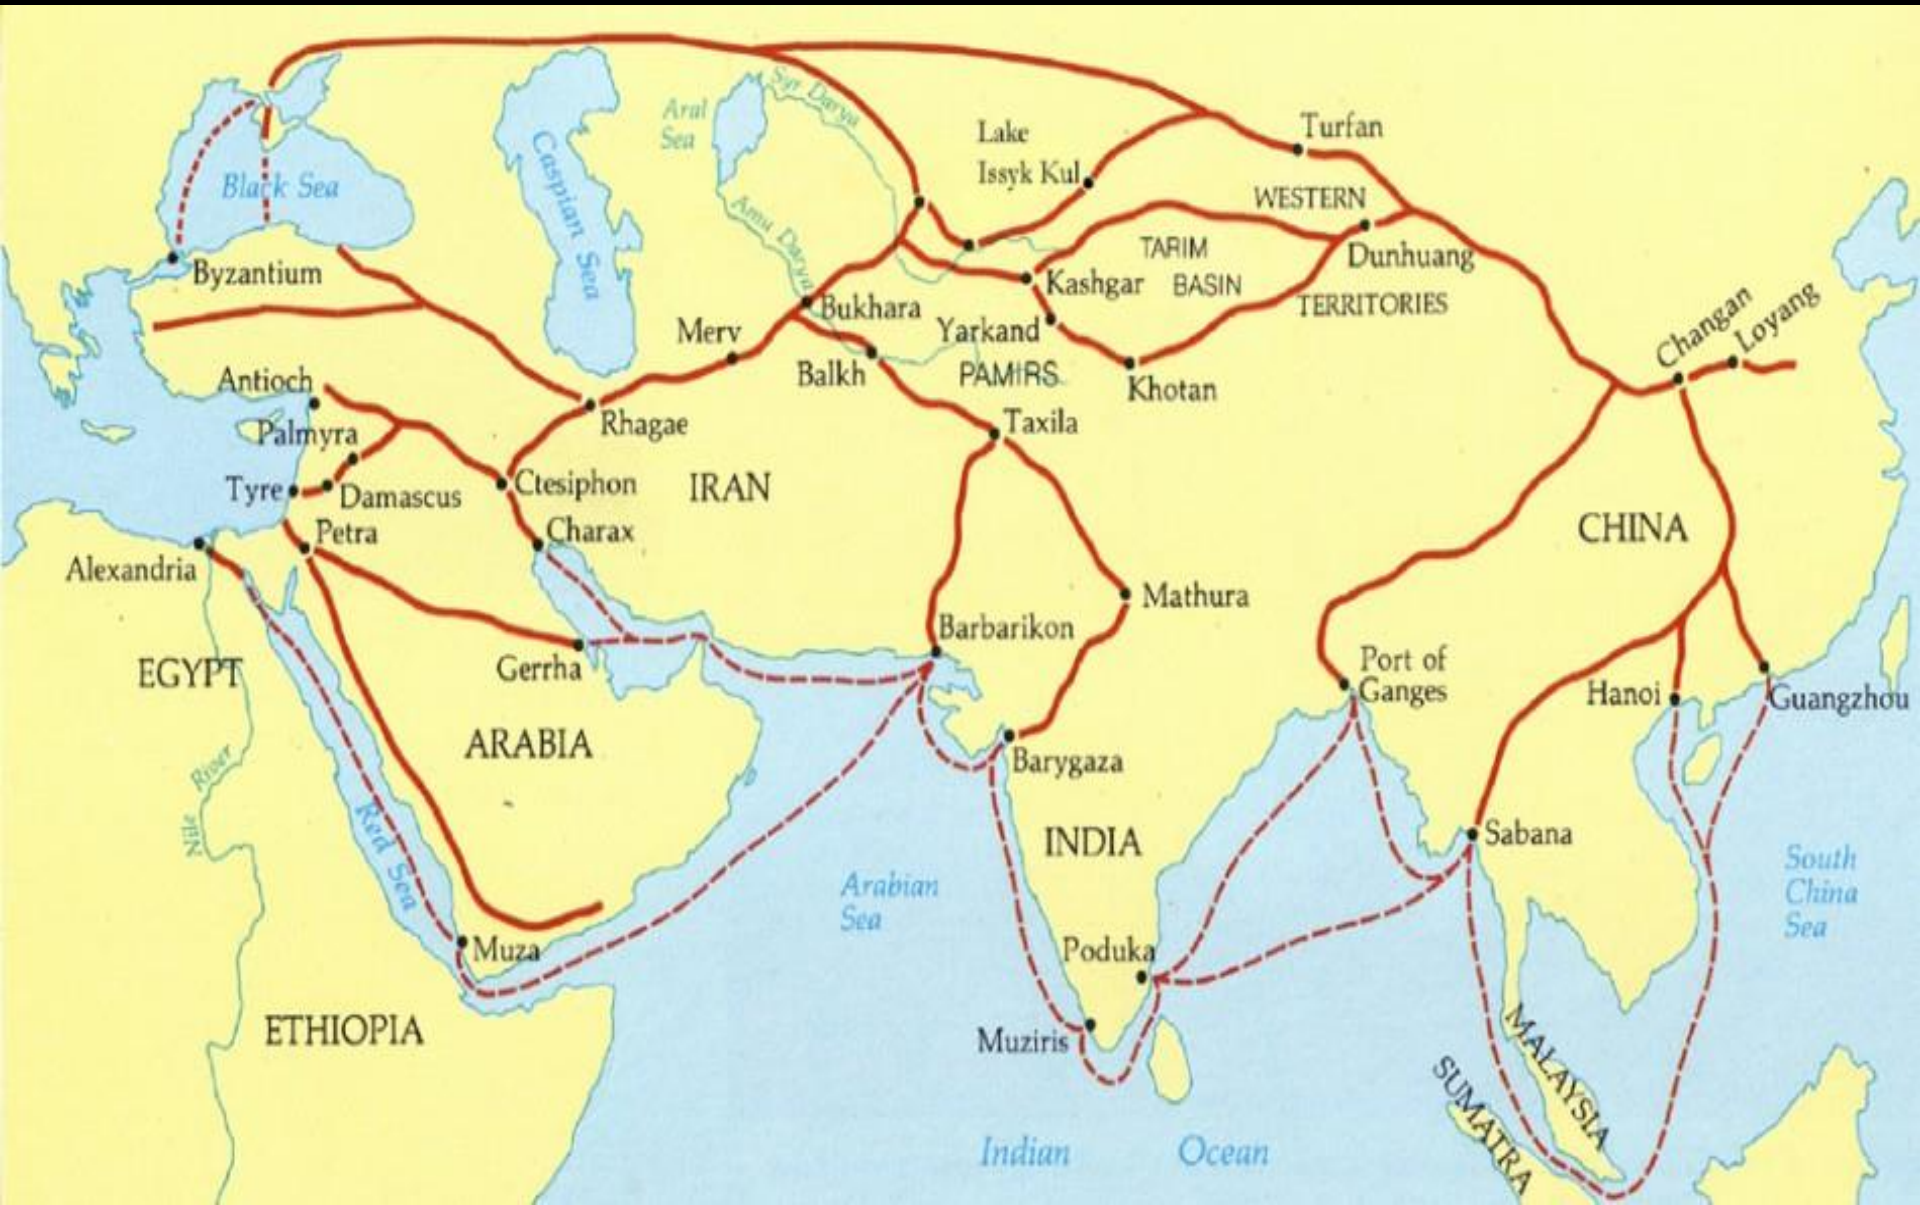 Syr Darya
Aral
Sea
Lake
Issyk Kul
Turfan
Caspian Sea
Black Sea
WESTERN
Amu Darya
TARIM
BASIN
Dunhuang
Byzantium
Kashgar
TERRITORIES
Bukhara
Merv
Yarkand
Changan
Loyang
Balkh
PAMIRS
Khotan
Antioch
Rhagae
Taxila
Palmyra
Tyre
Damascus
Ctesiphon
IRAN
Petra
Charax
CHINA
Alexandria
Mathura
Barbarikon
EGYPT
Gerrha
Port of
Ganges
Hanoi
Guangzhou
ARABIA
Barygaza
Nile River
Red Sea
INDIA
Sabana
Arabian
Sea
South
China
Sea
Muza
Poduka
ETHIOPIA
Muziris
MALAYSIA
SUMATRA
Indian Ocean